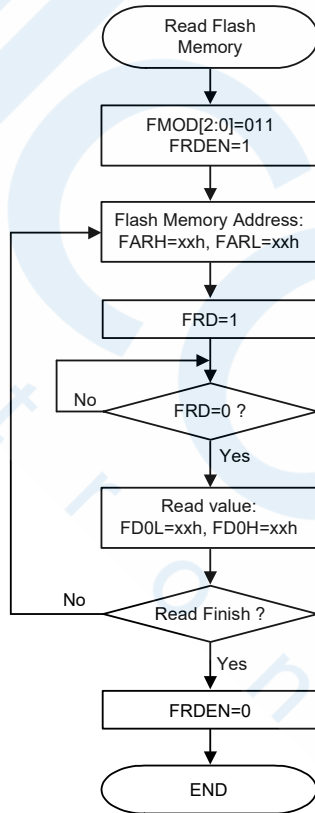 Read Flash
Memory
FMOD[2:0]=011
FRDEN=1
Flash Memory Address:
FARH=xxh, FARL=xxh
FRD=1
No
FRD=0 ?
Yes
Read value:
FD0L=xxh, FD0H=xxh
No
Read Finish ?
Yes
FRDEN=0
END
t r o n